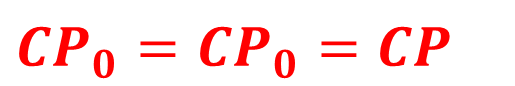 CP₀ = CP₀ = CP